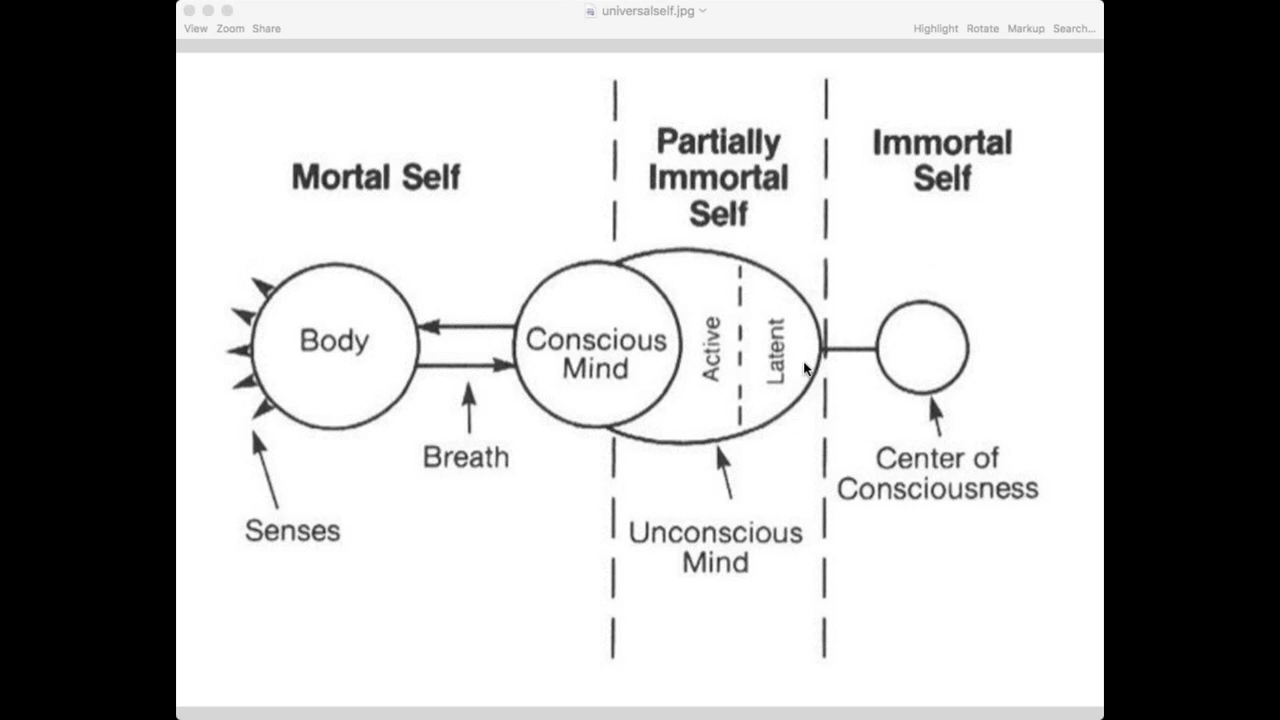 universalself.jpg
View Zoom Share
Highlight Rotate Markup Search...
Mortal Self
Partially
Immortal
Self
Immortal
Self
Body
Conscious
Mind
Active
Latent
Breath
Senses
Unconscious
Mind
Center of
Consciousness